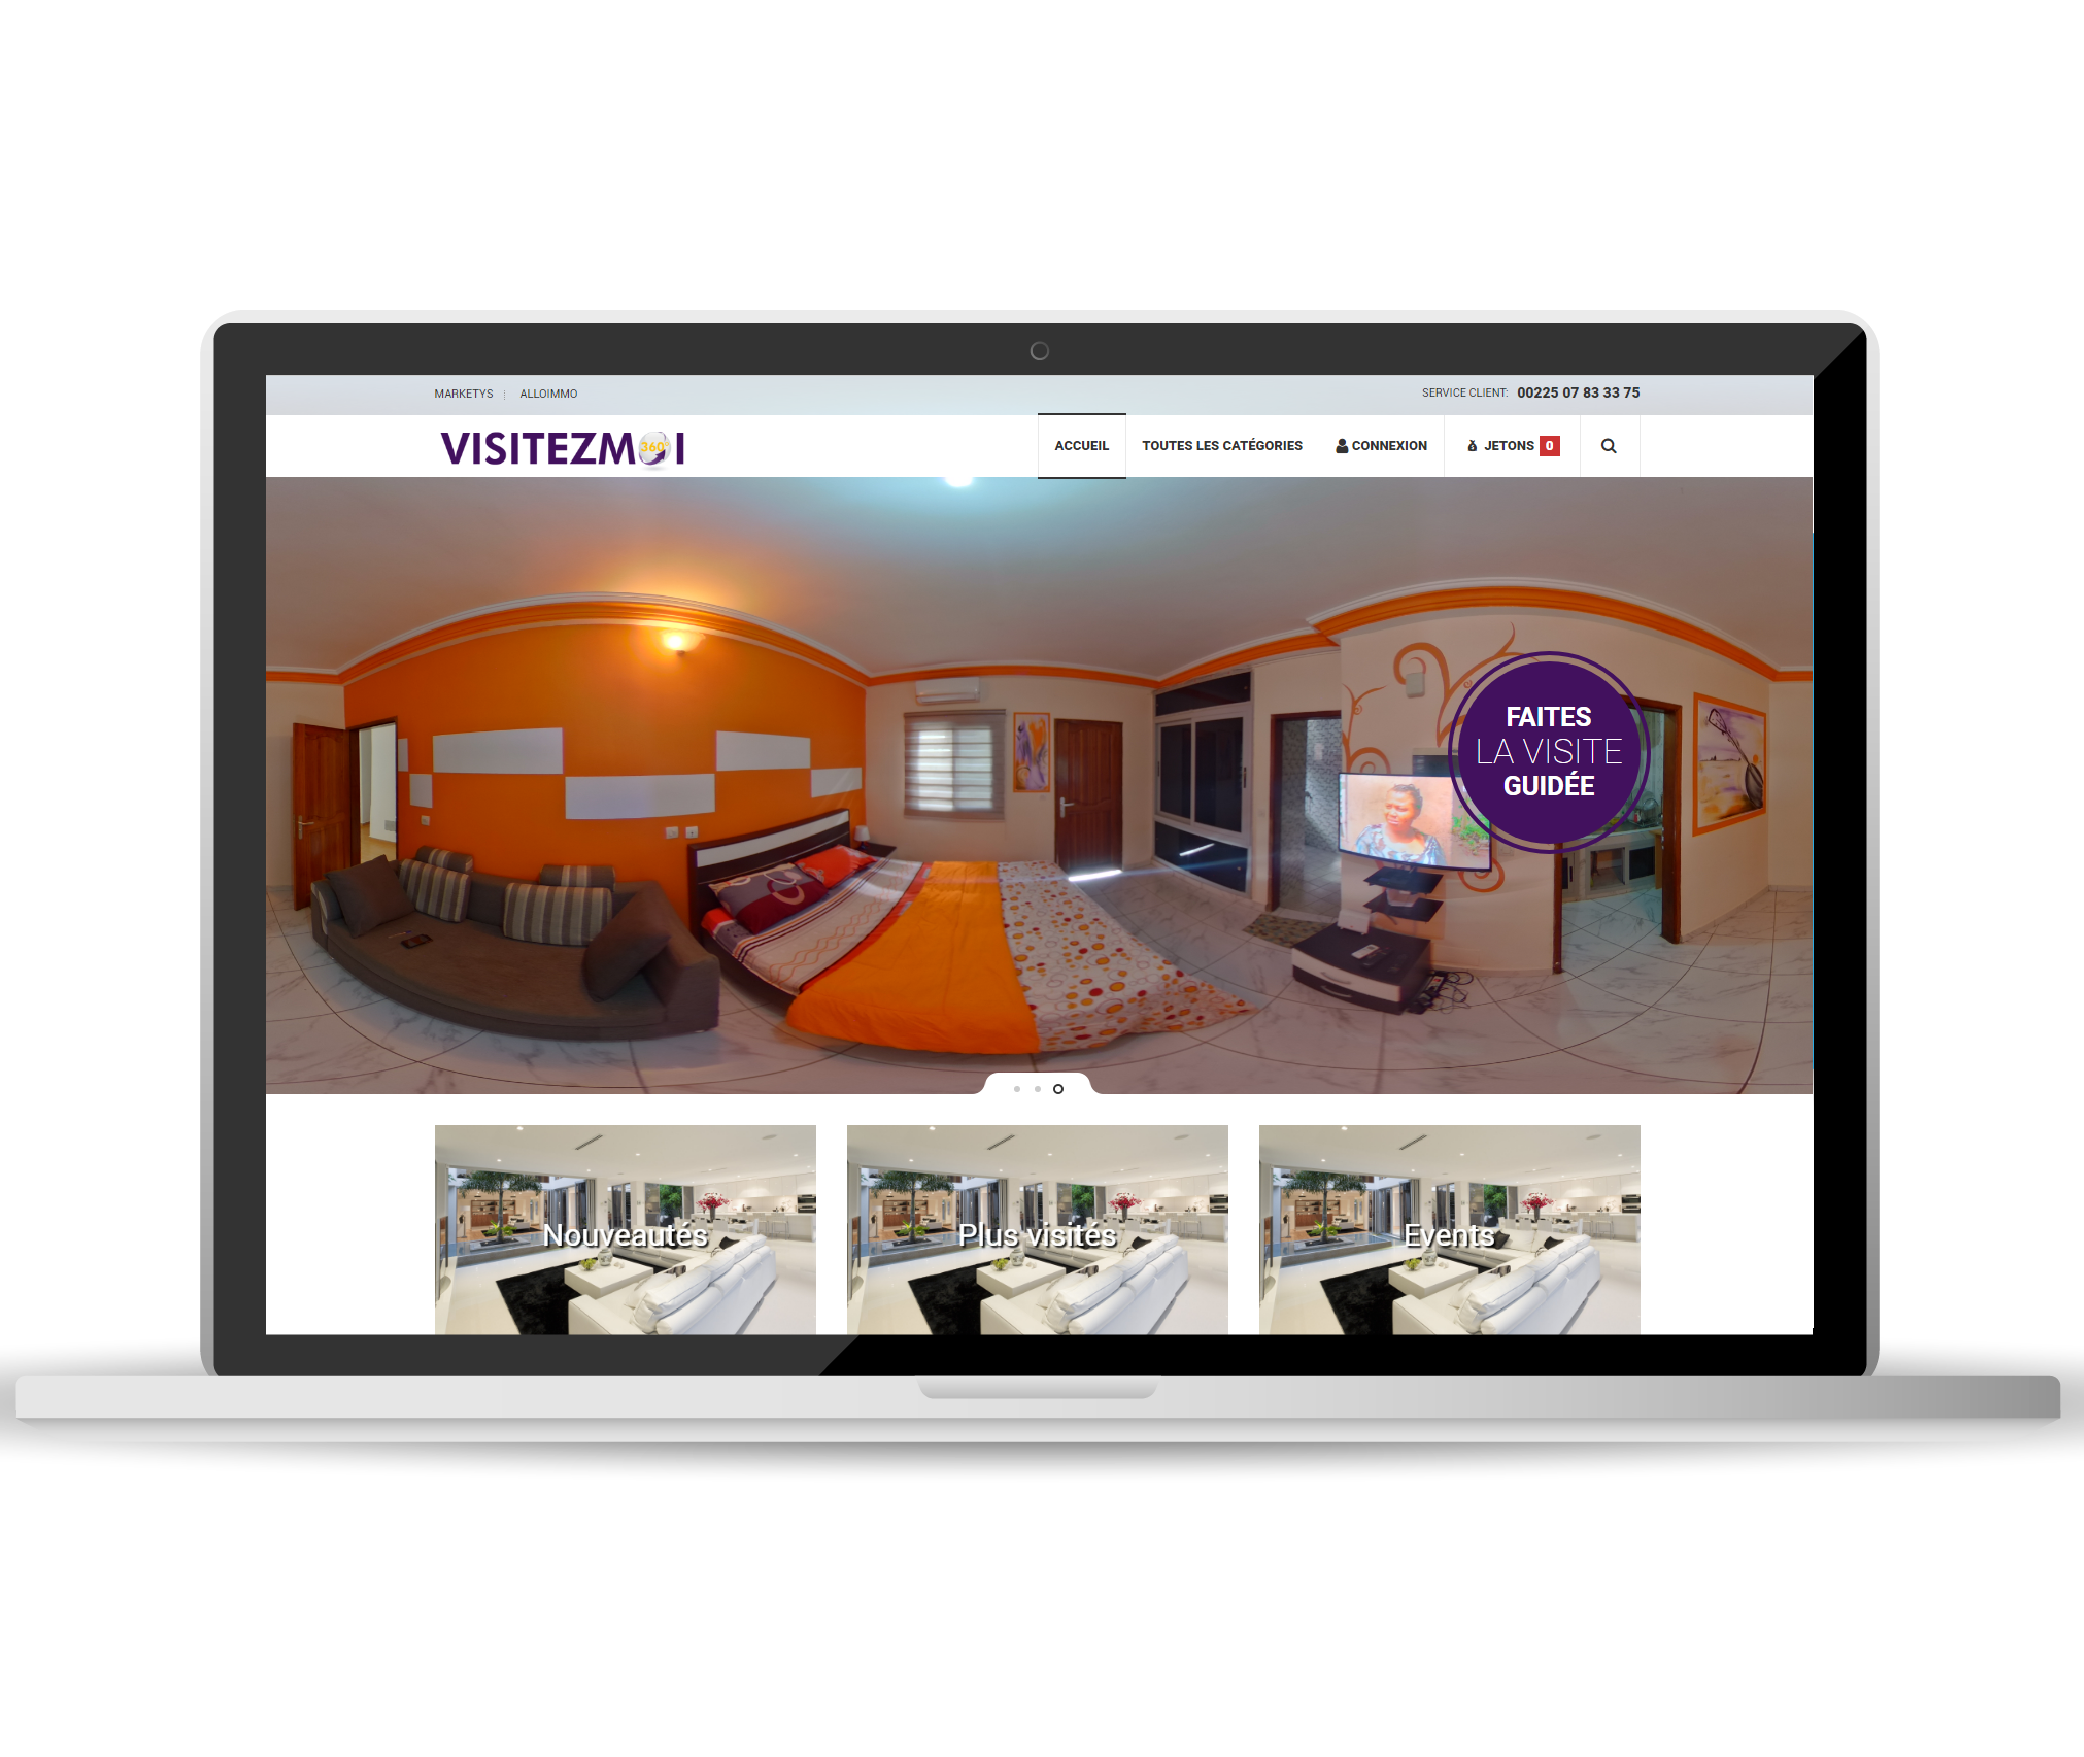 MARKETYS
ALLOIMMO
SERVICE CLIENT: 00225 07 83 33 75
VISITEZMOI
360°
ACCUEIL
TOUTES LES CATÉGORIES
CONNEXION
JETONS 0
FAITES
LA VISITE
GUIDÉE
Nouveautés
Plus visités
Events